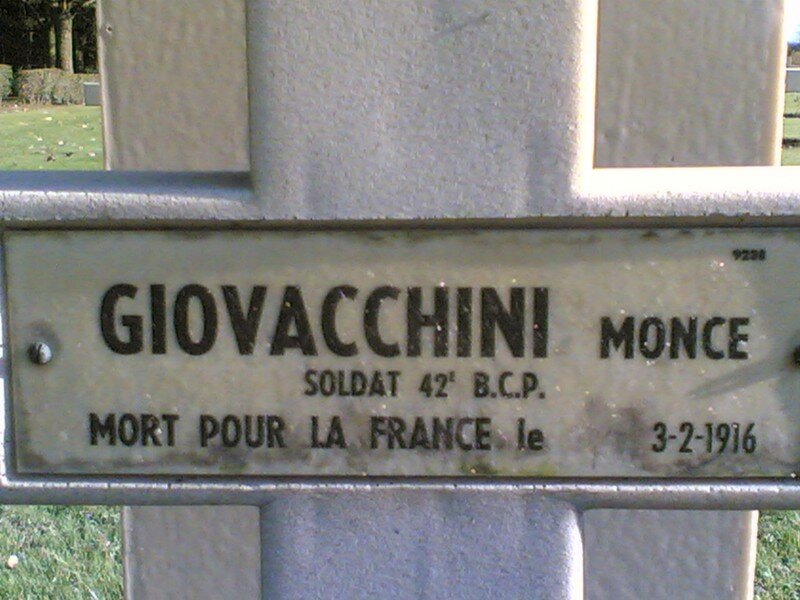 9238
GIOVACCHINI MONCE
SOLDAT 42E B.C.P.
MORT POUR LA FRANCE le 3-2-1916